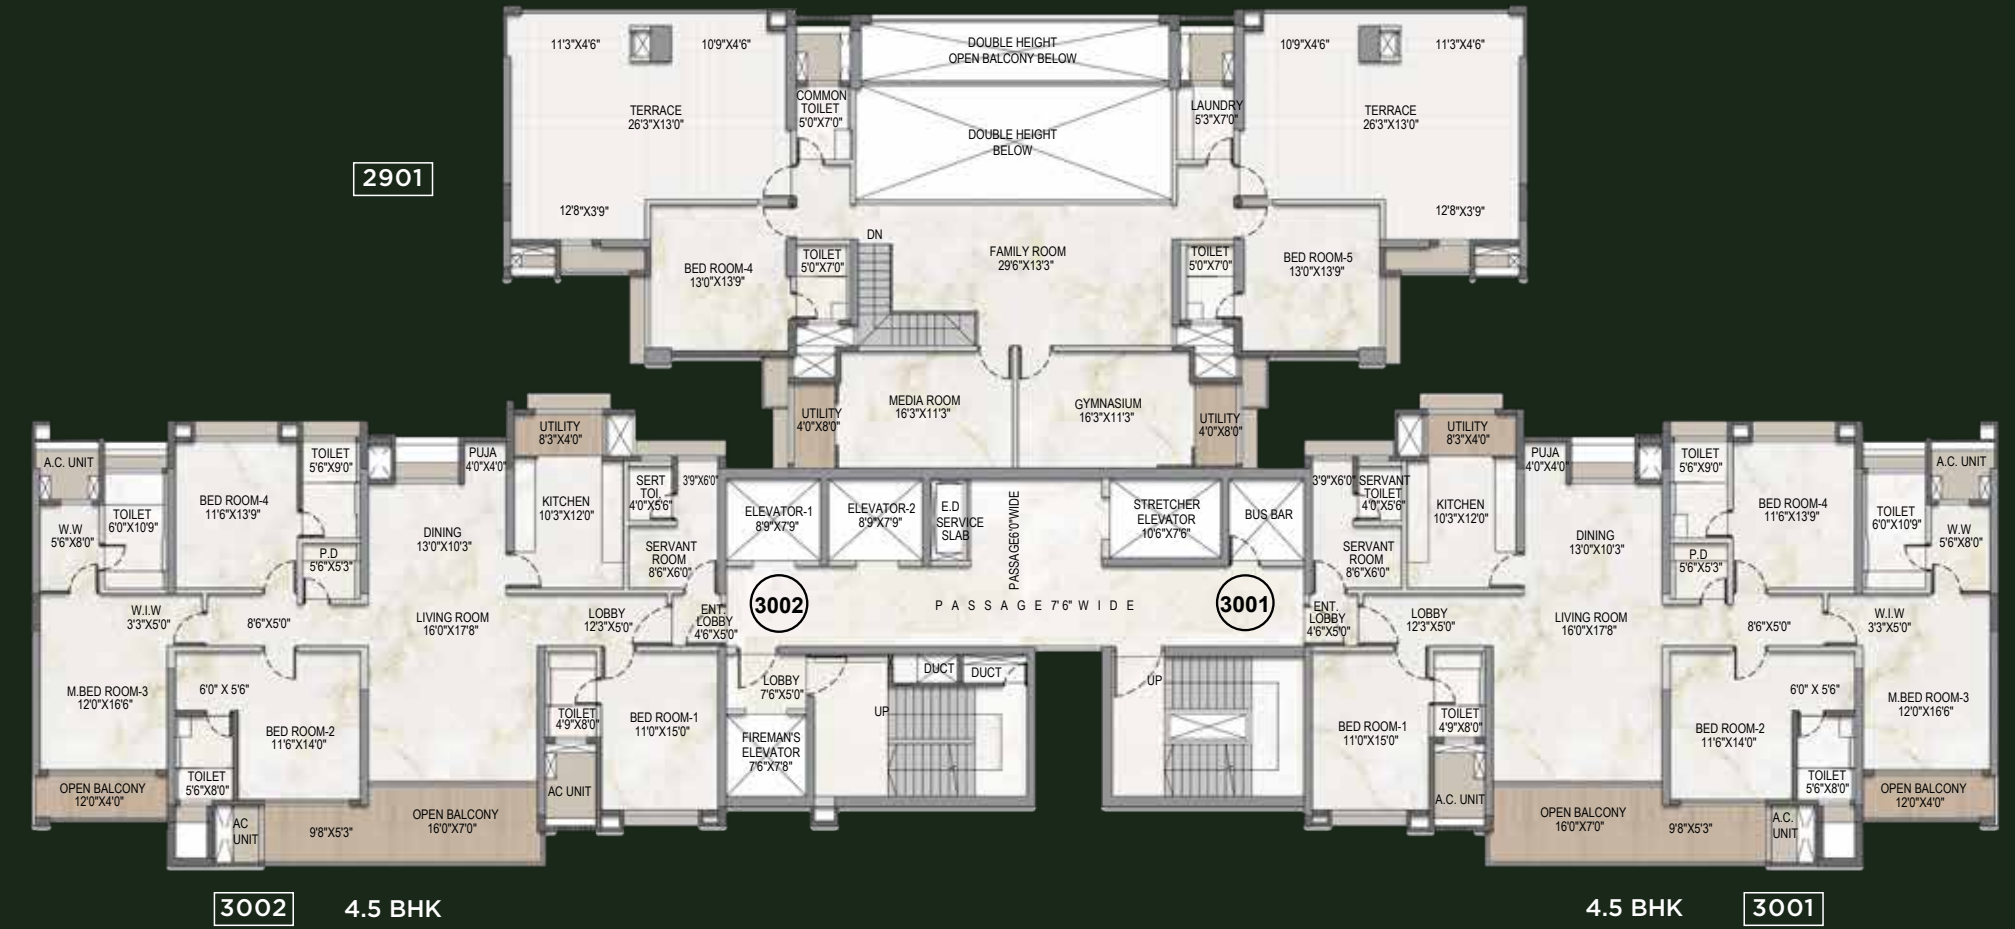 11'3"X4'6"
10'9"X4'6"
TERRACE
26'3"X13'0"
12'8"X3'9"
COMMON
TOILET
5'0"X7'0"
DOUBLE HEIGHT
OPEN BALCONY BELOW
DOUBLE HEIGHT
BELOW
LAUNDRY
5'3"X7'0"
10'9"X4'6"
11'3"X4'6"
TERRACE
26'3"X13'0"
12'8"X3'9"
2901
BED ROOM-4
13'0"X13'9"
TOILET
5'0"X7'0"
DN
FAMILY ROOM
29'6"X13'3"
TOILET
5'0"X7'0"
BED ROOM-5
13'0"X13'9"
UTILITY
4'0"X8'0"
MEDIA ROOM
16'3"X11'3"
GYMNASIUM
16'3"X11'3"
UTILITY
4'0"X8'0"
A.C. UNIT
TOILET
6'0"X10'9"
W.W
5'6"X8'0"
BED ROOM-4
11'6"X13'9"
TOILET
5'6"X9'0"
P.D
5'6"X5'3"
PUJA
4'0"X4'0"
UTILITY
8'3"X4'0"
KITCHEN
10'3"X12'0"
SERT
TOI.
4'0"X5'6"
3'9"X6'0"
SERVANT
ROOM
8'6"X6'0"
DINING
13'0"X10'3"
W.I.W
3'3"X5'0"
8'6"X5'0"
LIVING ROOM
16'0"X17'8"
LOBBY
12'3"X5'0"
ENT.
LOBBY
4'6"X5'0"
M.BED ROOM-3
12'0"X16'6"
6'0" X 5'6"
BED ROOM-2
11'6"X14'0"
TOILET
5'6"X8'0"
OPEN BALCONY
12'0"X4'0"
AC
UNIT
9'8"X5'3"
OPEN BALCONY
16'0"X7'0"
TOILET
4'9"X8'0"
AC UNIT
BED ROOM-1
11'0"X15'0"
ELEVATOR-1
8'9"X7'9"
ELEVATOR-2
8'9"X7'9"
E.D
SERVICE
SLAB
PASSAGE6'0"WIDE
STRETCHER
ELEVATOR
10'6"X7'6"
BUS BAR
3002
PASSAGE 7'6" WIDE
3001
LOBBY
7'6"X5'0"
FIREMAN'S
ELEVATOR
7'6"X7'8"
UP
DUCT
DUCT
UP
3'9"X6'0"
SERVANT
TOILET
4'0"X5'6"
SERVANT
ROOM
8'6"X6'0"
UTILITY
8'3"X4'0"
KITCHEN
10'3"X12'0"
PUJA
4'0"X4'0"
DINING
13'0"X10'3"
TOILET
5'6"X9'0"
P.D
5'6"X5'3"
BED ROOM-4
11'6"X13'9"
TOILET
6'0"X10'9"
A.C. UNIT
W.W
5'6"X8'0"
ENT.
LOBBY
4'6"X5'0"
LOBBY
12'3"X5'0"
LIVING ROOM
16'0"X17'8"
8'6"X5'0"
W.I.W
3'3"X5'0"
BED ROOM-1
11'0"X15'0"
TOILET
4'9"X8'0"
A.C. UNIT
BED ROOM-2
11'6"X14'0"
6'0" X 5'6"
M.BED ROOM-3
12'0"X16'6"
TOILET
5'6"X8'0"
OPEN BALCONY
12'0"X4'0"
OPEN BALCONY
16'0"X7'0"
9'8"X5'3"
A.C.
UNIT
3002 4.5 BHK
4.5 BHK 3001